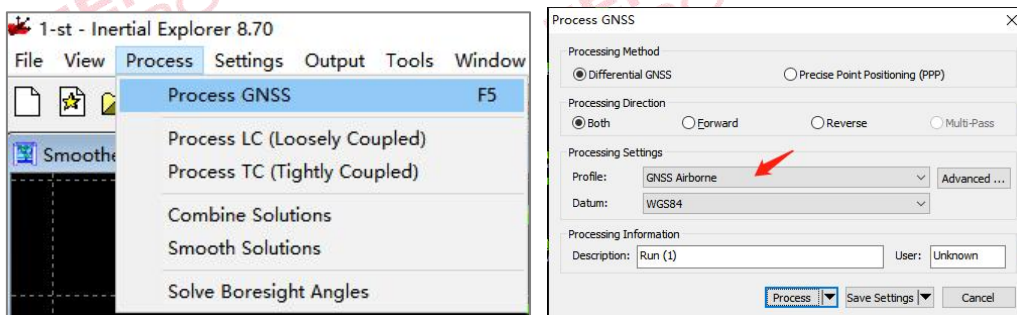 1-st - Inertial Explorer 8.70
File View Process Settings Output Tools Window
Process GNSS F5
Process LC (Loosely Coupled)
Process TC (Tightly Coupled)
Combine Solutions
Smooth Solutions
Solve Boresight Angles
Smoothe
Process GNSS
Processing Method
Differential GNSS Precise Point Positioning (PPP)
Processing Direction
Both Forward Reverse Multi-Pass
Processing Settings
Profile: GNSS Airborne Advanced ...
Datum: WGS84
Processing Information
Description: Run (1) User: Unknown
Process Save Settings Cancel